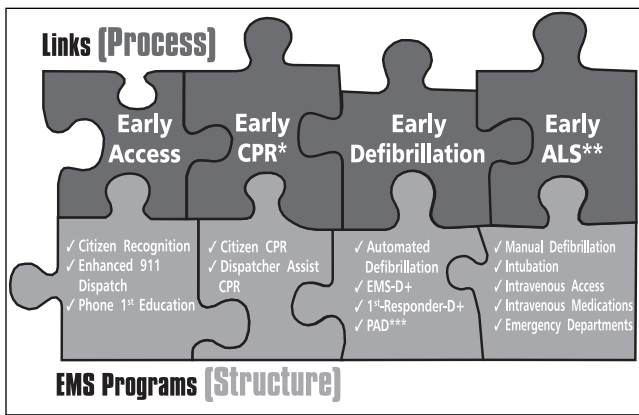 Links (Process)
Early
Access
Early
CPR*
Early
Defibrillation
Early
ALS**
✓ Citizen Recognition
✓ Enhanced 911
Dispatch
✓ Phone 1st Education
✓ Citizen CPR
✓ Dispatcher Assist
CPR
✓ Automated
Defibrillation
✓ EMS-D+
✓ 1st-Responder-D+
✓ PAD***
✓ Manual Defibrillation
✓ Intubation
✓ Intravenous Access
✓ Intravenous Medications
✓ Emergency Departments
EMS Programs (Structure)